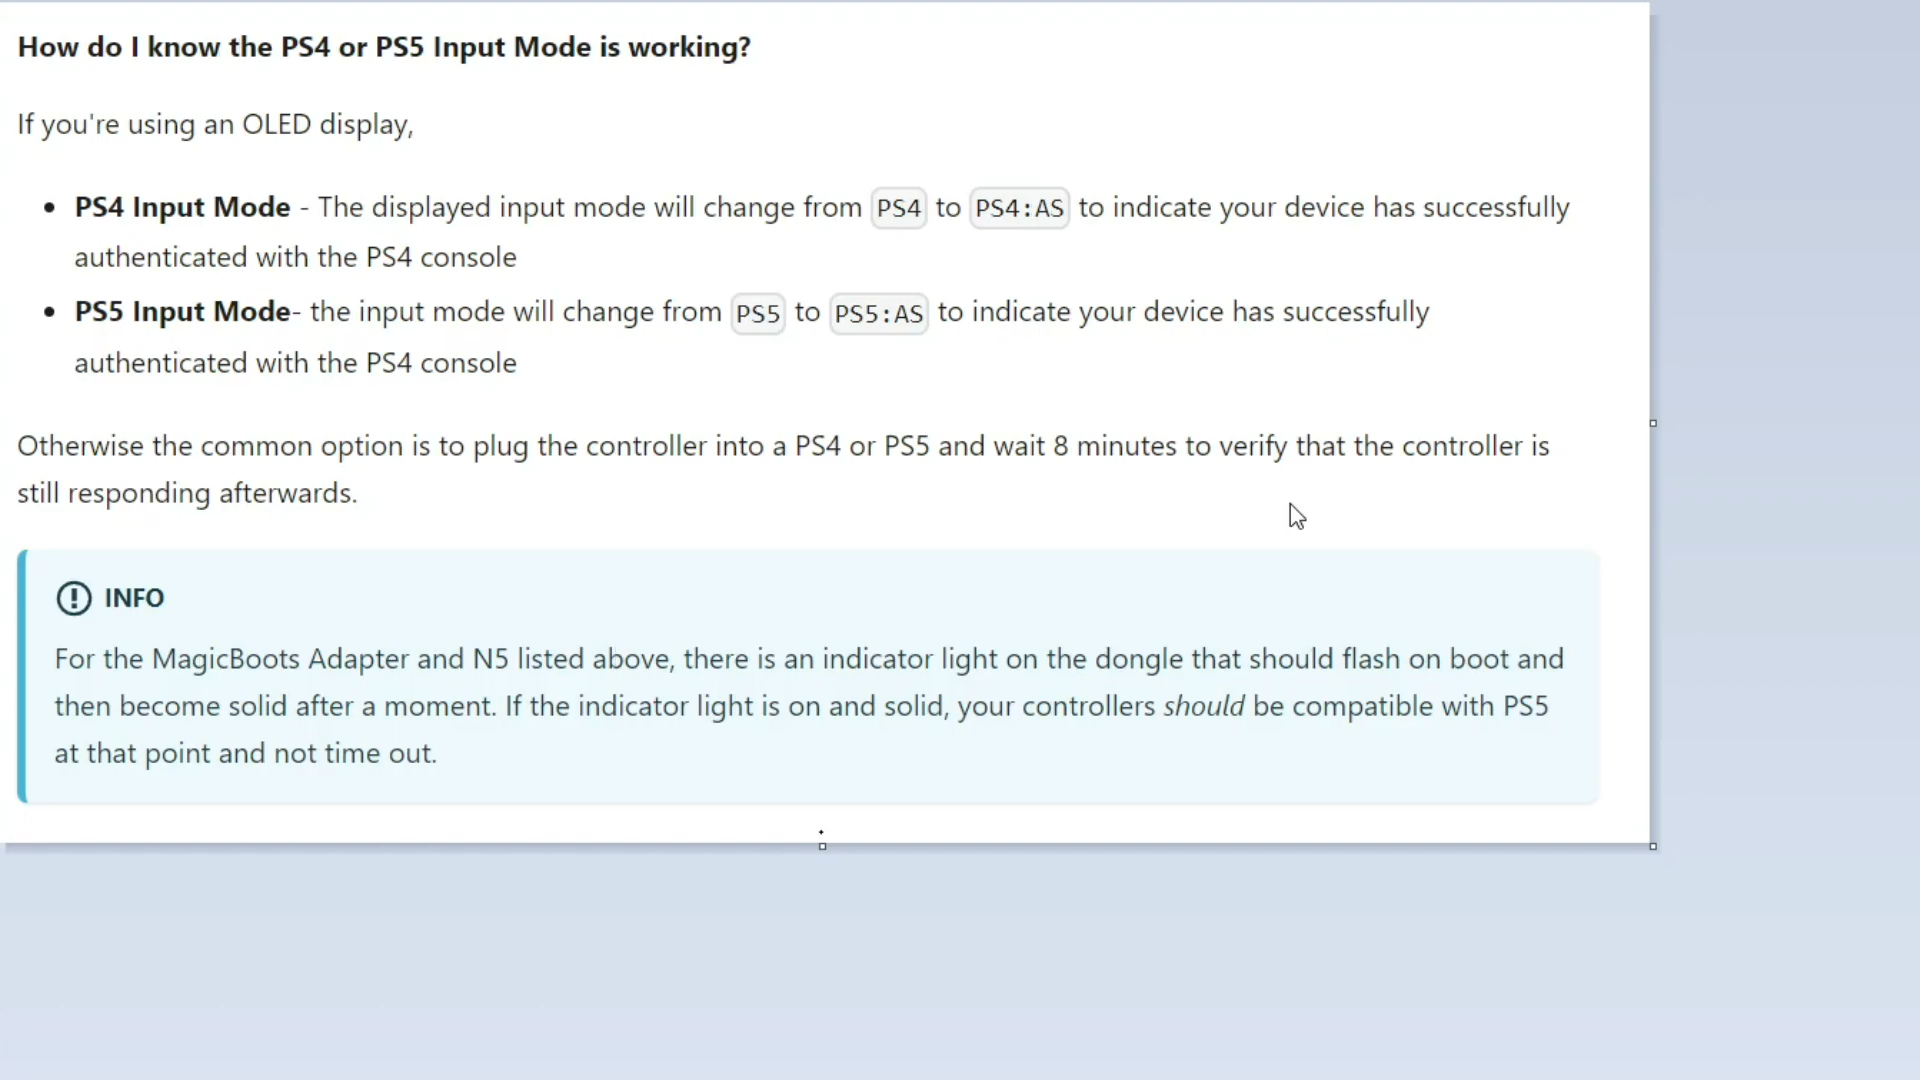 How do I know the PS4 or PS5 Input Mode is working?
If you're using an OLED display,
PS4 Input Mode - The displayed input mode will change from PS4 to PS4:AS to indicate your device has successfully
authenticated with the PS4 console
PS5 Input Mode- the input mode will change from PS5 to PS5:AS to indicate your device has successfully
authenticated with the PS4 console
Otherwise the common option is to plug the controller into a PS4 or PS5 and wait 8 minutes to verify that the controller is
still responding afterwards.
INFO
For the MagicBoots Adapter and N5 listed above, there is an indicator light on the dongle that should flash on boot and
then become solid after a moment. If the indicator light is on and solid, your controllers should be compatible with PS5
at that point and not time out.